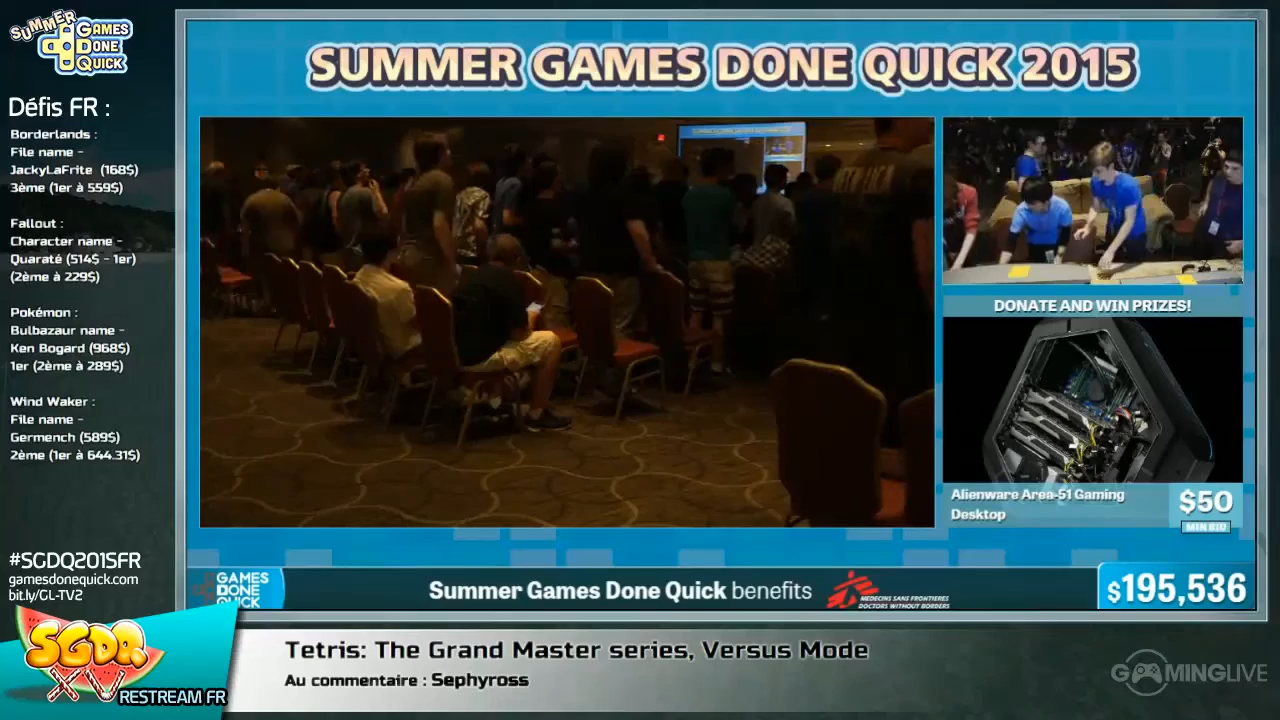 SUMMER
GAMES
DONE
QUICK
Défis FR :
Borderlands :
File name -
JackyLaFrite (168$)
3ème (1er à 559$)
Fallout :
Character name -
Quaraté (514$ - 1er)
(2ème à 229$)
Pokémon :
Bulbazaur name -
Ken Bogard (968$)
1er (2ème à 289$)
Wind Waker :
File name -
Germench (589$)
2ème (1er à 644.31$)
#SGDQ2015FR
gamesdonequick.com
bit.ly/GL-TV2
SUMMER GAMES DONE QUICK 2015
DONATE AND WIN PRIZES!
Alienware Area-51 Gaming
Desktop
$50
MIN BID
GAMES
DONE
QUICK
Summer Games Done Quick benefits
MEDECINS SANS FRONTIERES
DOCTORS WITHOUT BORDERS
$195,536
SGDQ
XV
RESTREAM FR
Tetris: The Grand Master series, Versus Mode
Au commentaire : Sephyross
GAMINGLIVE